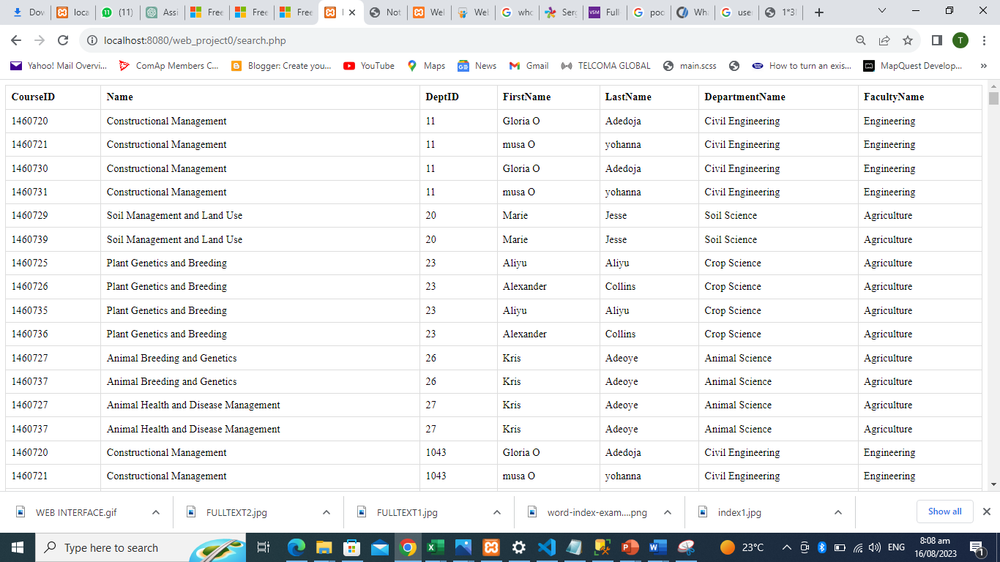 Dow
loca
(11)
Assi
Free
Free
Free
Not
Wel
Wel
who
Serg
VSM Full
poo
Wha
use
1*3
localhost:8080/web_project0/search.php
T
Yahoo! Mail Overvi... ComAp Members C... Blogger: Create you... YouTube Maps News Gmail TELCOMA GLOBAL main.scss How to turn an exis... MapQuest Develop... »
CourseID Name DeptID FirstName LastName DepartmentName FacultyName
1460720 Constructional Management 11 Gloria O Adedoja Civil Engineering Engineering
1460721 Constructional Management 11 musa O yohanna Civil Engineering Engineering
1460730 Constructional Management 11 Gloria O Adedoja Civil Engineering Engineering
1460731 Constructional Management 11 musa O yohanna Civil Engineering Engineering
1460729 Soil Management and Land Use 20 Marie Jesse Soil Science Agriculture
1460739 Soil Management and Land Use 20 Marie Jesse Soil Science Agriculture
1460725 Plant Genetics and Breeding 23 Aliyu Aliyu Crop Science Agriculture
1460726 Plant Genetics and Breeding 23 Alexander Collins Crop Science Agriculture
1460735 Plant Genetics and Breeding 23 Aliyu Aliyu Crop Science Agriculture
1460736 Plant Genetics and Breeding 23 Alexander Collins Crop Science Agriculture
1460727 Animal Breeding and Genetics 26 Kris Adeoye Animal Science Agriculture
1460737 Animal Breeding and Genetics 26 Kris Adeoye Animal Science Agriculture
1460727 Animal Health and Disease Management 27 Kris Adeoye Animal Science Agriculture
1460737 Animal Health and Disease Management 27 Kris Adeoye Animal Science Agriculture
1460720 Constructional Management 1043 Gloria O Adedoja Civil Engineering Engineering
1460721 Constructional Management 1043 musa O yohanna Civil Engineering Engineering
WEB INTERFACE.gif FULLTEXT2.jpg FULLTEXT1.jpg word-index-exam....png index1.jpg Show all
Type here to search 23°C ENG 8:08 am
16/08/2023 1